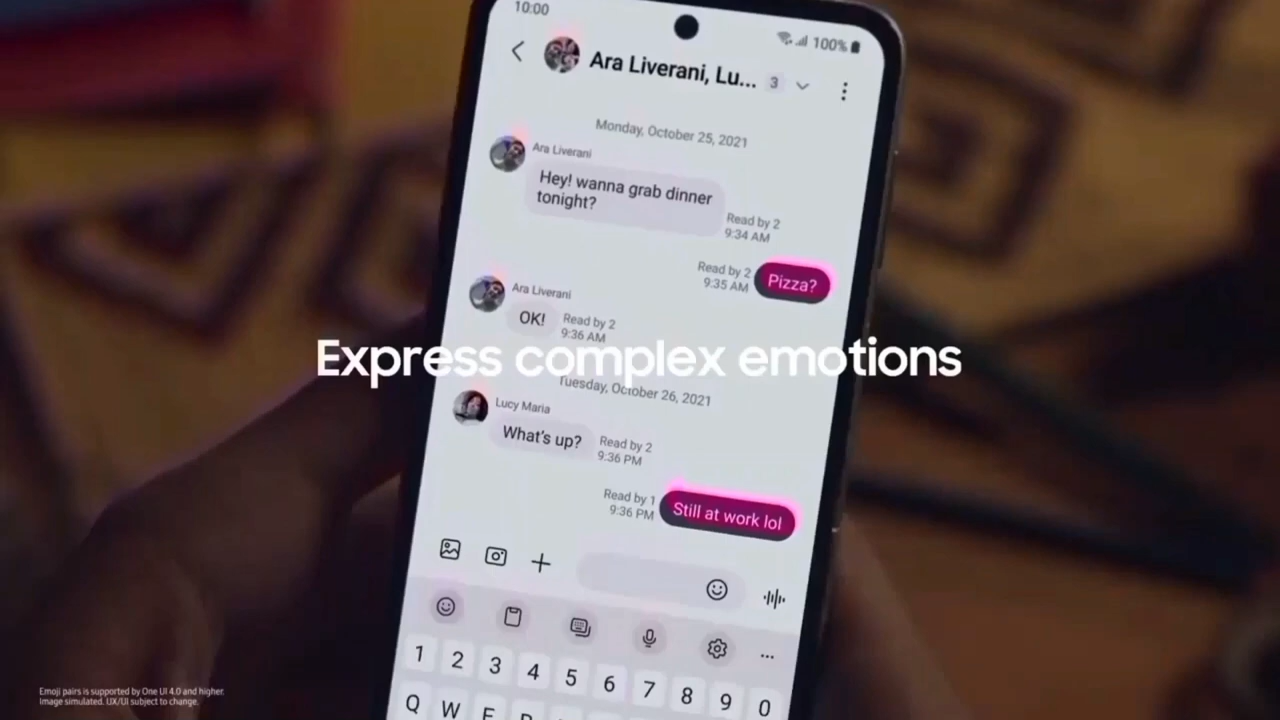 10:00
100%
Ara Liverani, Lu... 3
Monday, October 25, 2021
Ara Liverani
Hey! wanna grab dinner
tonight?
Read by 2
9:34 AM
Read by 2
9:35 AM
Pizza?
Ara Liverani
OK!
Read by 2
9:36 AM
Express complex emotions
Tuesday, October 26, 2021
Lucy Maria
What's up?
Read by 2
9:36 PM
Read by 1
9:36 PM
Still at work lol
...
1 2 3 4 5 6 7 8 9 0
Q W E
Emoji pairs is supported by One UI 4.0 and higher.
Image simulated. UX/UI subject to change.